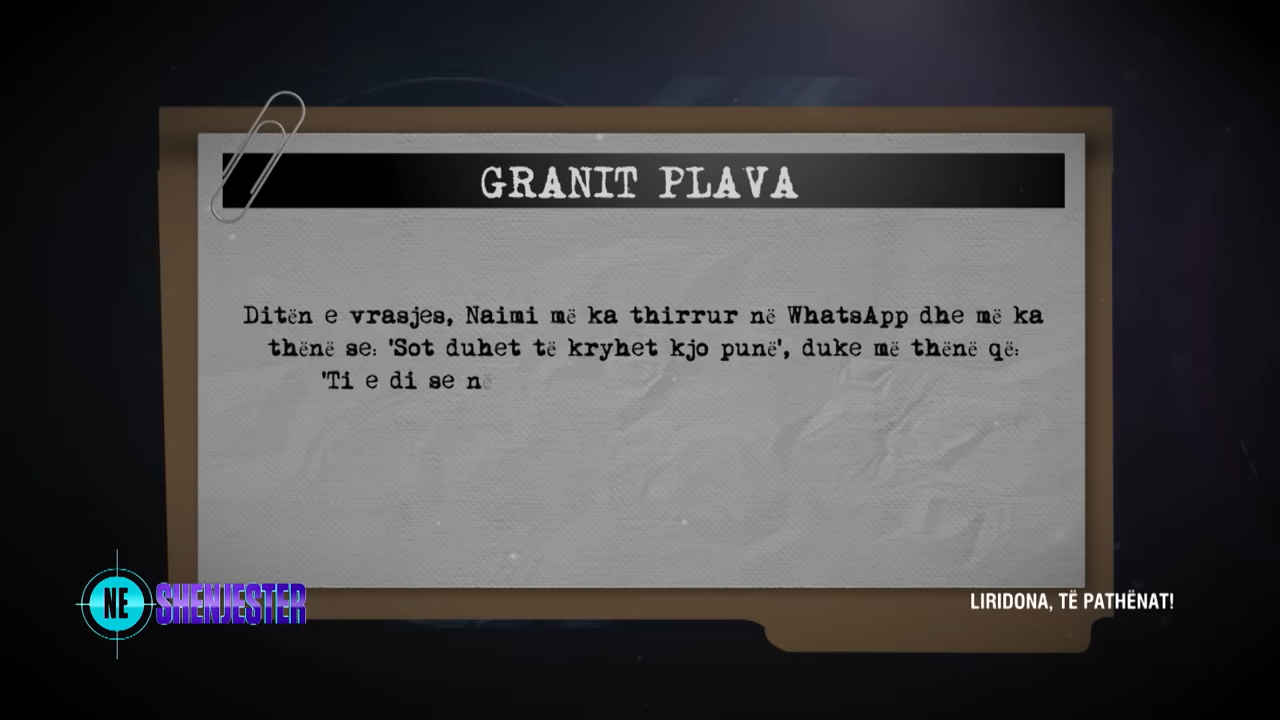 GRANIT PLAVA
Ditën e vrasjes, Naimi më ka thirrur në WhatsApp dhe më ka
thënë se: 'Sot duhet të kryhet kjo punë', duke më thënë që:
'Ti e di se në
NE SHENJESTER
LIRIDONA, TË PATHËNAT!